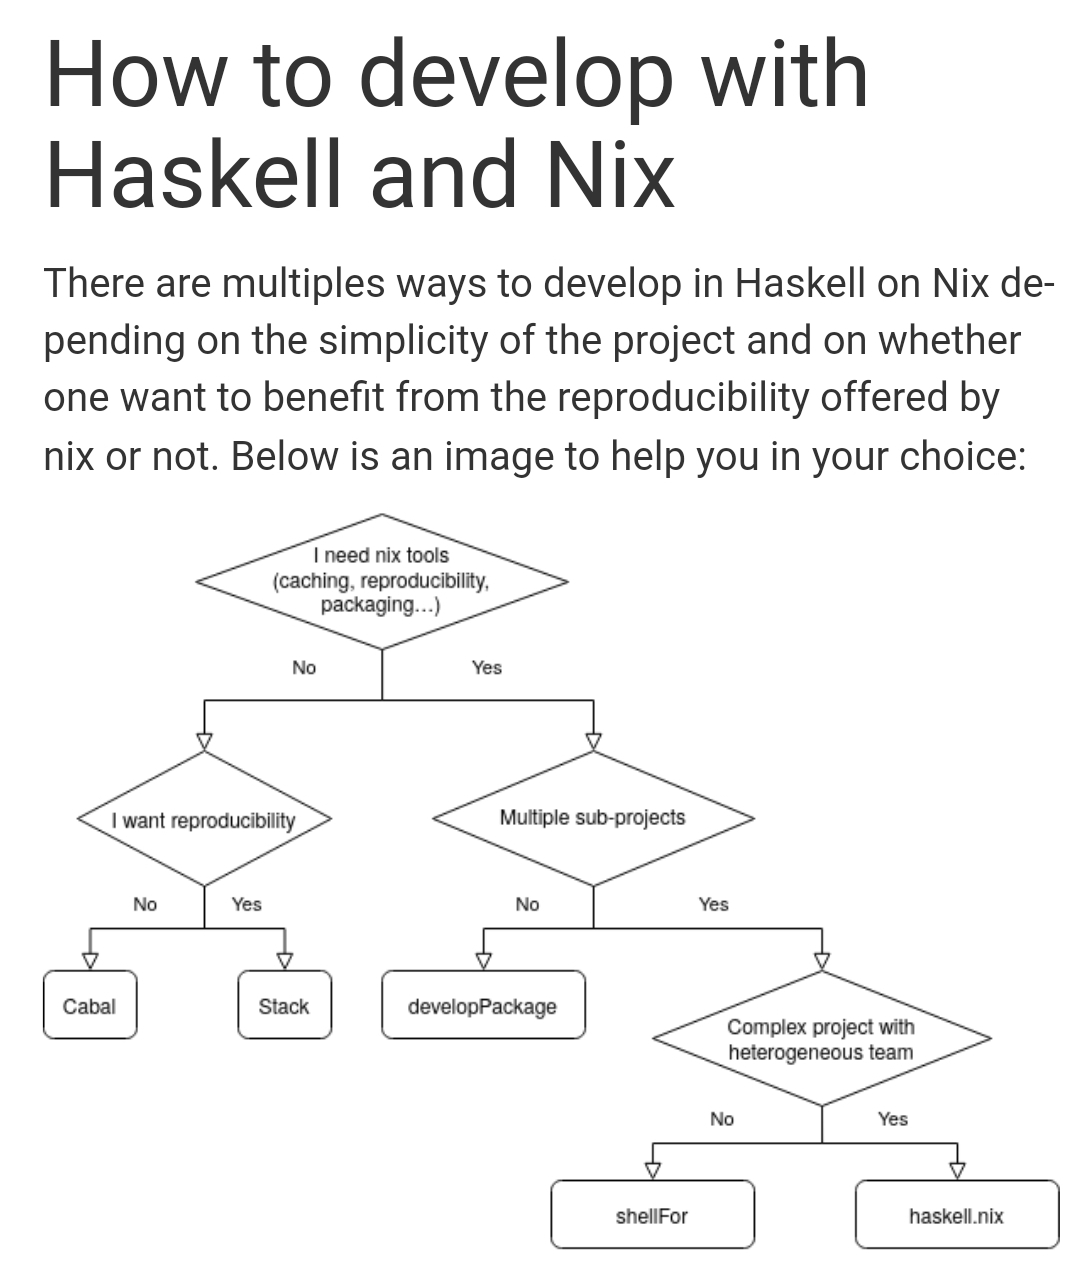 How to develop with
Haskell and Nix
There are multiples ways to develop in Haskell on Nix de-
pending on the simplicity of the project and on whether
one want to benefit from the reproducibility offered by
nix or not. Below is an image to help you in your choice:
I need nix tools
(caching, reproducibility,
packaging...)
No
Yes
I want reproducibility
Multiple sub-projects
No
Yes
No
Yes
Cabal
Stack
developPackage
Complex project with
heterogeneous team
No
Yes
shellFor
haskell.nix